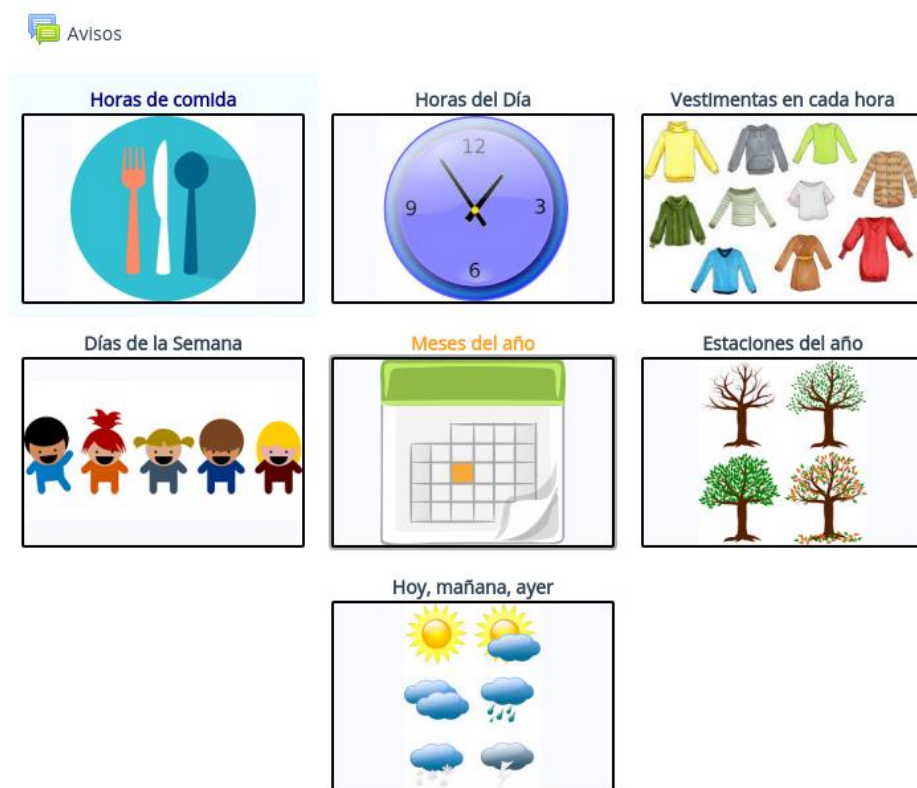 Avisos
Horas de comida
Horas del Día
Vestimentas en cada hora
12
9
3
6
Días de la Semana
Meses del año
Estaciones del año
Hoy, mañana, ayer